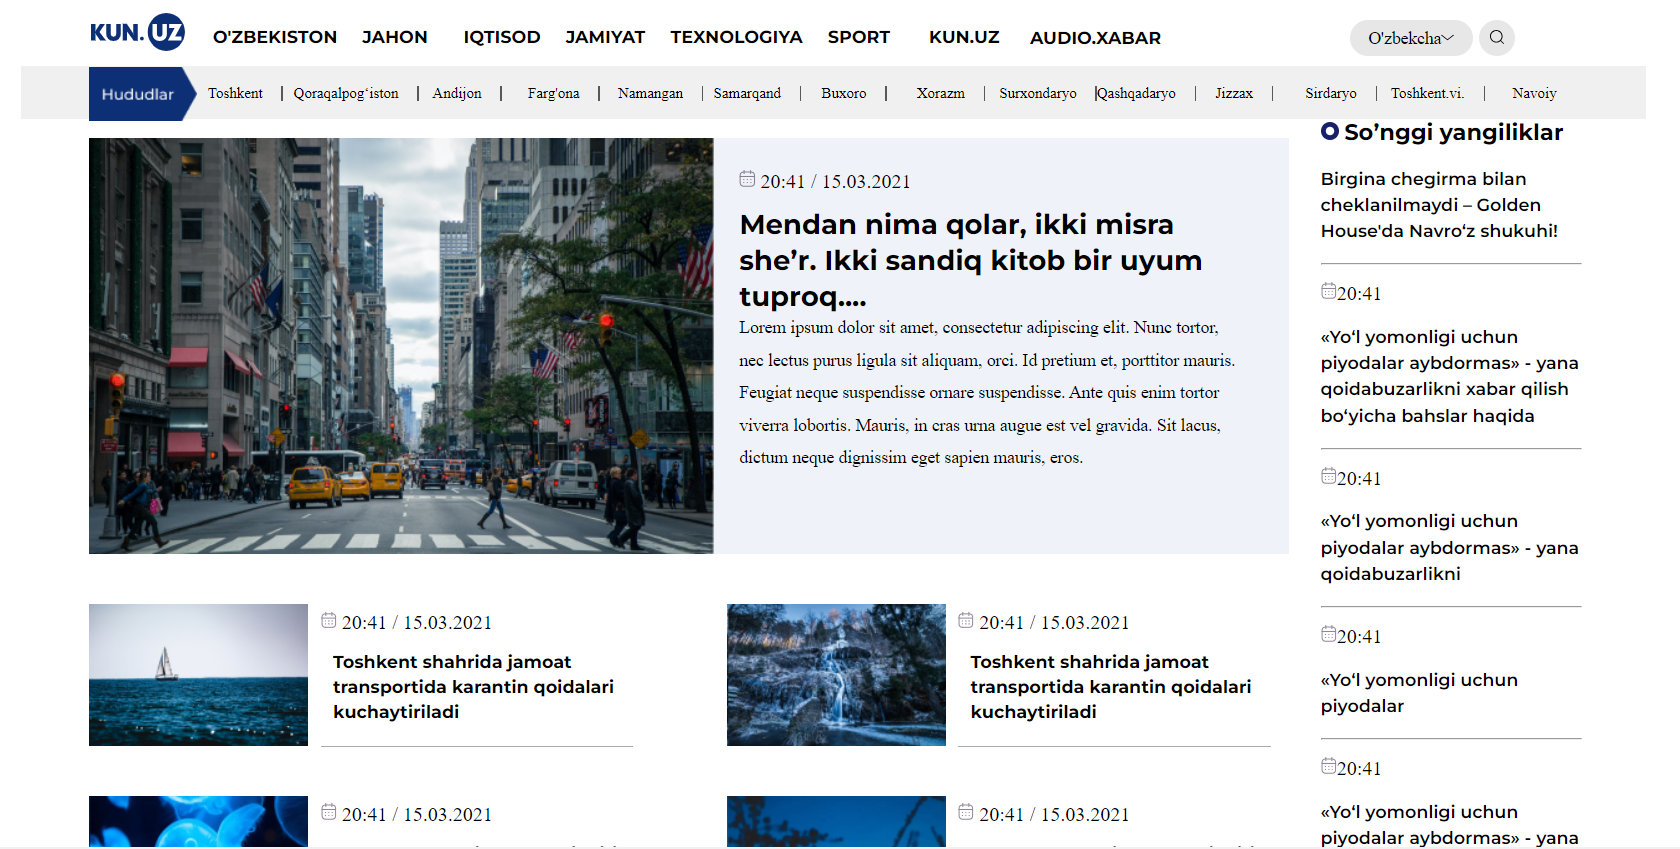 KUN.UZ
O'ZBEKISTON JAHON IQTISOD JAMIYAT TEXNOLOGIYA SPORT KUN.UZ AUDIO.XABAR
O'zbekcha
Hududlar
Toshkent | Qoraqalpog‘iston | Andijon | Farg'ona | Namangan | Samarqand | Buxoro | Xorazm | Surxondaryo |Qashqadaryo | Jizzax | Sirdaryo | Toshkent.vi. | Navoiy
20:41 / 15.03.2021
Mendan nima qolar, ikki misra
she’r. Ikki sandiq kitob bir uyum
tuproq....
Lorem ipsum dolor sit amet, consectetur adipiscing elit. Nunc tortor,
nec lectus purus ligula sit aliquam, orci. Id pretium et, porttitor mauris.
Feugiat neque suspendisse ornare suspendisse. Ante quis enim tortor
viverra lobortis. Mauris, in cras urna augue est vel gravida. Sit lacus,
dictum neque dignissim eget sapien mauris, eros.
20:41 / 15.03.2021
Toshkent shahrida jamoat
transportida karantin qoidalari
kuchaytiriladi
20:41 / 15.03.2021
Toshkent shahrida jamoat
transportida karantin qoidalari
kuchaytiriladi
20:41 / 15.03.2021
20:41 / 15.03.2021
So’nggi yangiliklar
Birgina chegirma bilan
cheklanilmaydi – Golden
House'da Navro‘z shukuhi!
20:41
«Yo‘l yomonligi uchun
piyodalar aybdormas» - yana
qoidabuzarlikni xabar qilish
bo‘yicha bahslar haqida
20:41
«Yo‘l yomonligi uchun
piyodalar aybdormas» - yana
qoidabuzarlikni
20:41
«Yo‘l yomonligi uchun
piyodalar
20:41
«Yo‘l yomonligi uchun
piyodalar aybdormas» - yana